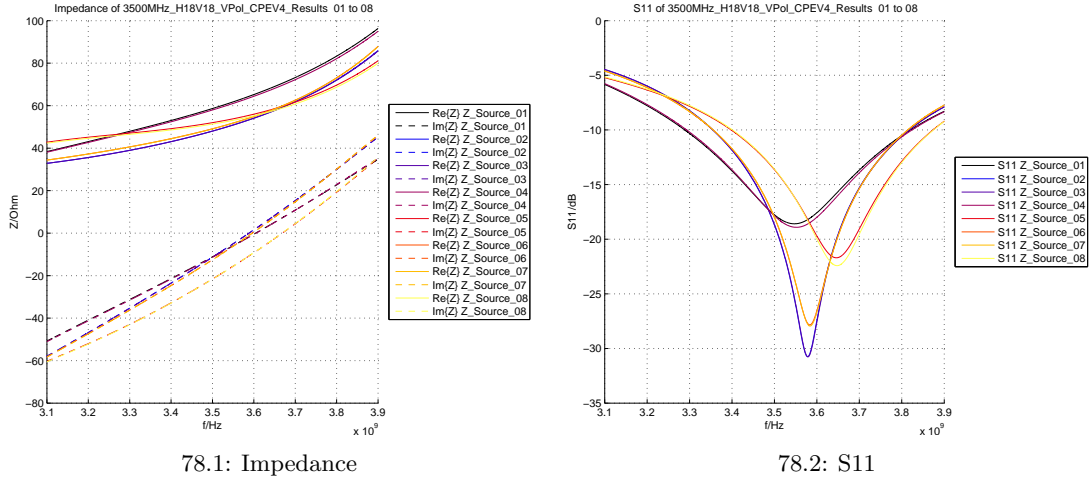 Impedance of 3500MHz_H18V18_VPol_CPEV4_Results 01 to 08
100
80
60
40
20
0
−20
−40
−60
−80
Z/Ohm
3.1 3.2 3.3 3.4 3.5 3.6 3.7 3.8 3.9
f/Hz
x 10^9
Re{Z} Z_Source_01
Im{Z} Z_Source_01
Re{Z} Z_Source_02
Im{Z} Z_Source_02
Re{Z} Z_Source_03
Im{Z} Z_Source_03
Re{Z} Z_Source_04
Im{Z} Z_Source_04
Re{Z} Z_Source_05
Im{Z} Z_Source_05
Re{Z} Z_Source_06
Im{Z} Z_Source_06
Re{Z} Z_Source_07
Im{Z} Z_Source_07
Re{Z} Z_Source_08
Im{Z} Z_Source_08
78.1: Impedance
S11 of 3500MHz_H18V18_VPol_CPEV4_Results 01 to 08
0
−5
−10
−15
−20
−25
−30
−35
S11/dB
3.1 3.2 3.3 3.4 3.5 3.6 3.7 3.8 3.9
f/Hz
x 10^9
S11 Z_Source_01
S11 Z_Source_02
S11 Z_Source_03
S11 Z_Source_04
S11 Z_Source_05
S11 Z_Source_06
S11 Z_Source_07
S11 Z_Source_08
78.2: S11